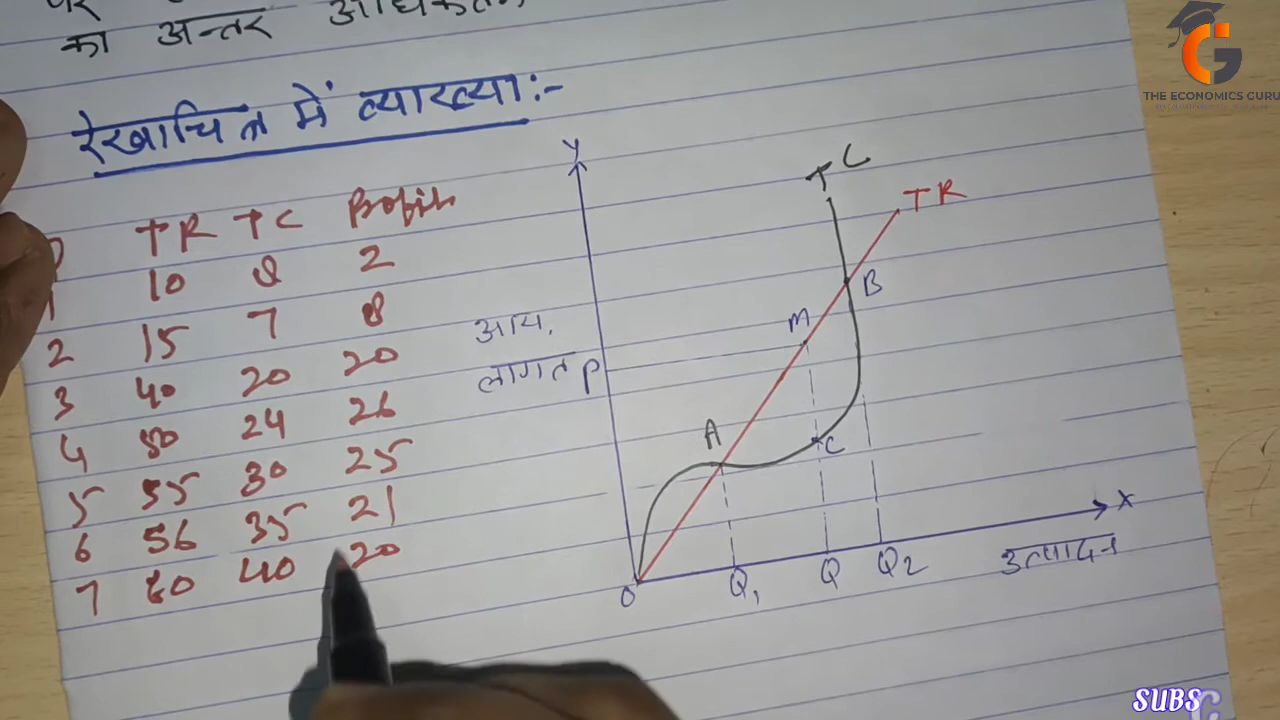 का अन्तर
रेखाचित्र में व्याख्या:-
TR TC Profit
1 10 8 2
2 15 7 8
3 40 20 20
4 50 24 26
5 55 30 25
6 56 35 21
7 60 40 20
आय,
लागत P
Y
TC
TR
B
M
A
C
O
Q₁ Q Q₂
X
उत्पादन
G
THE ECONOMICS GURU
SUBS